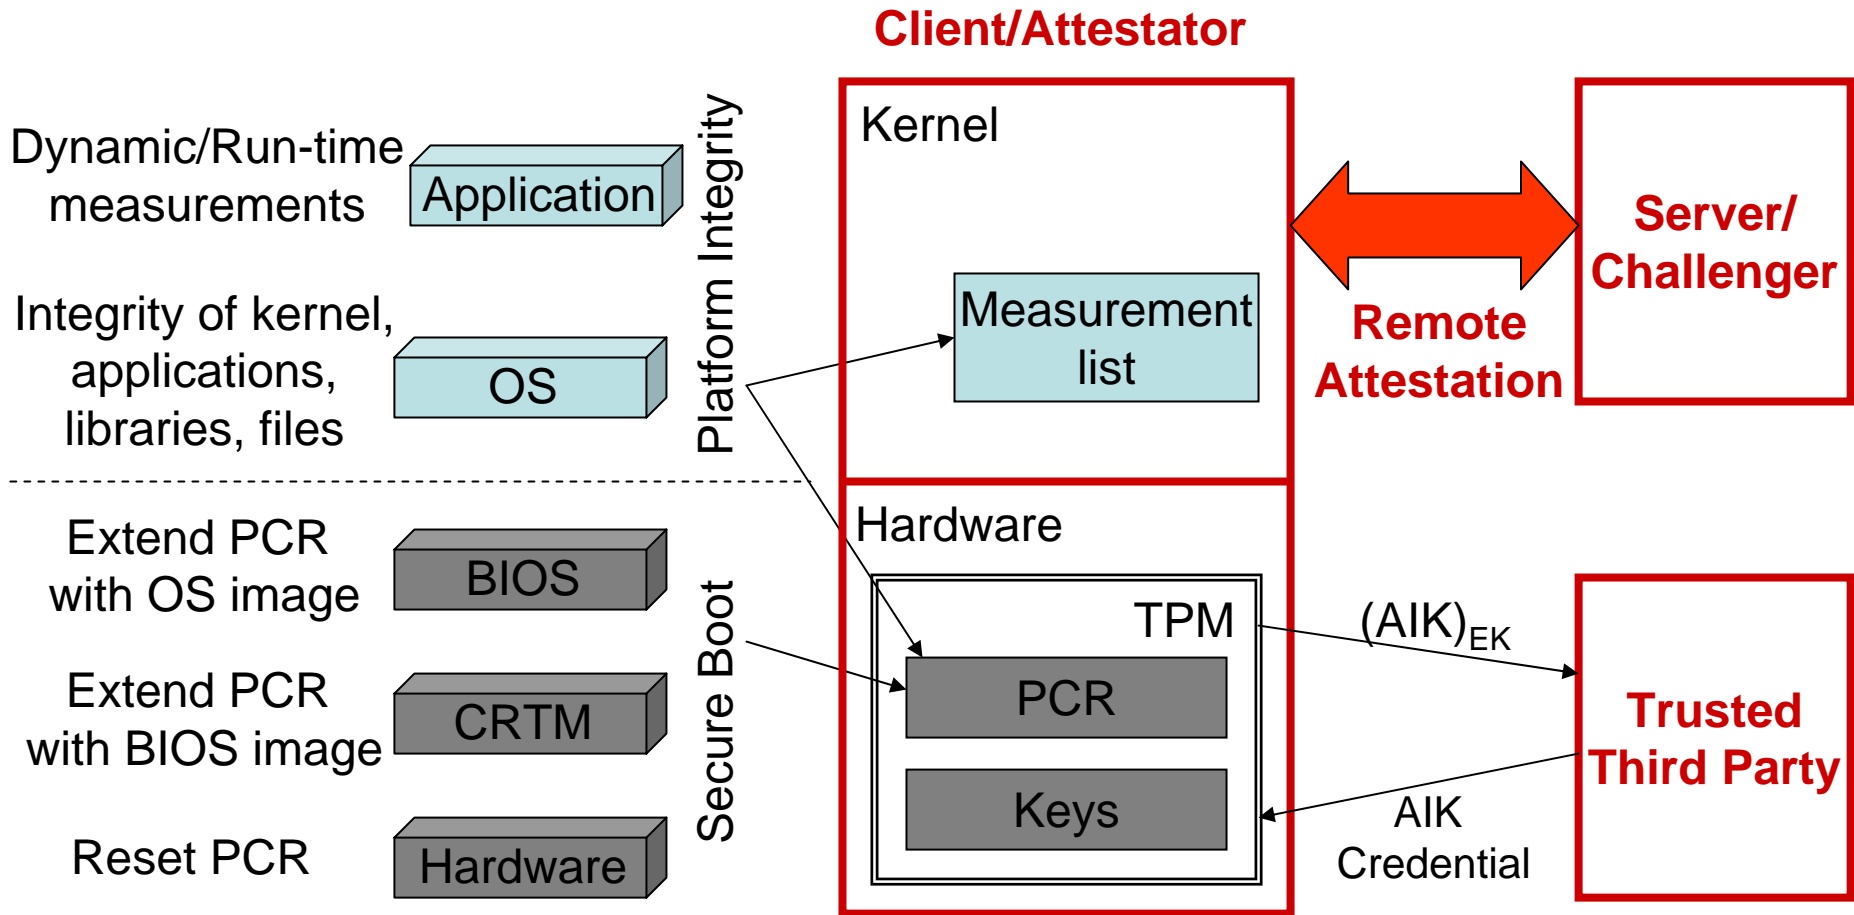 Client/Attestator
Dynamic/Run-time
measurements
Application
Integrity of kernel,
applications,
libraries, files
OS
Platform Integrity
Extend PCR
with OS image
BIOS
Extend PCR
with BIOS image
CRTM
Reset PCR
Hardware
Secure Boot
Kernel
Measurement
list
Hardware
TPM
PCR
Keys
Remote
Attestation
Server/
Challenger
(AIK)EK
AIK
Credential
Trusted
Third Party